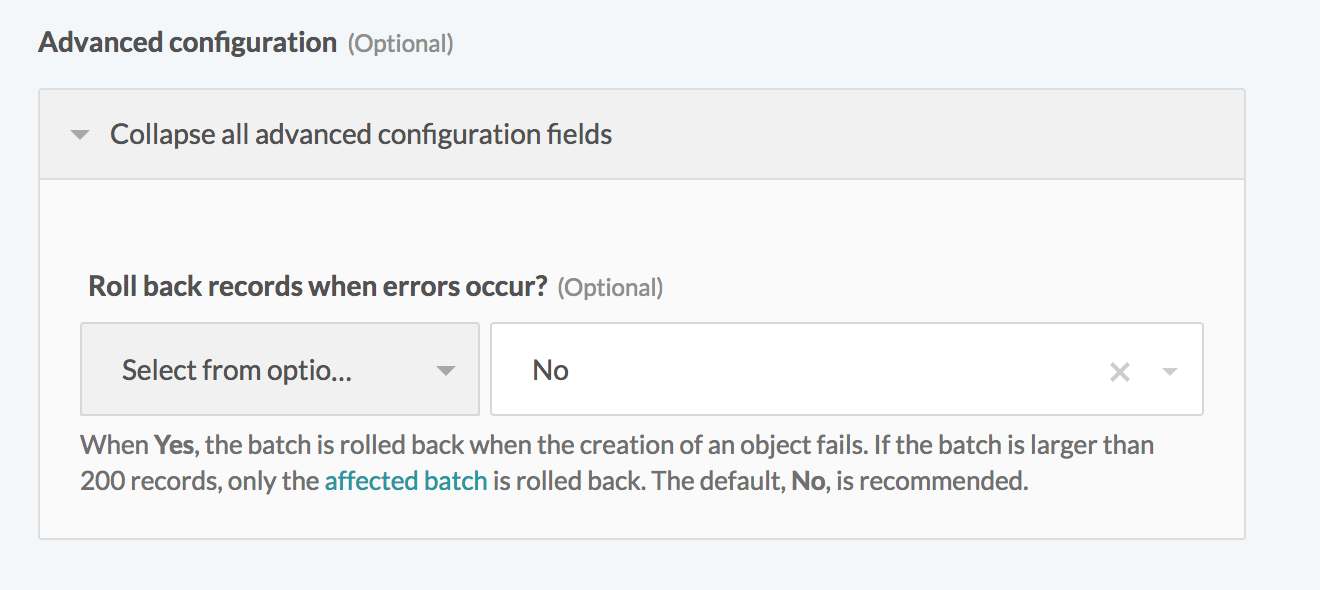 Advanced configuration (Optional)
Collapse all advanced configuration fields
Roll back records when errors occur? (Optional)
Select from optio... No
When Yes, the batch is rolled back when the creation of an object fails. If the batch is larger than
200 records, only the affected batch is rolled back. The default, No, is recommended.